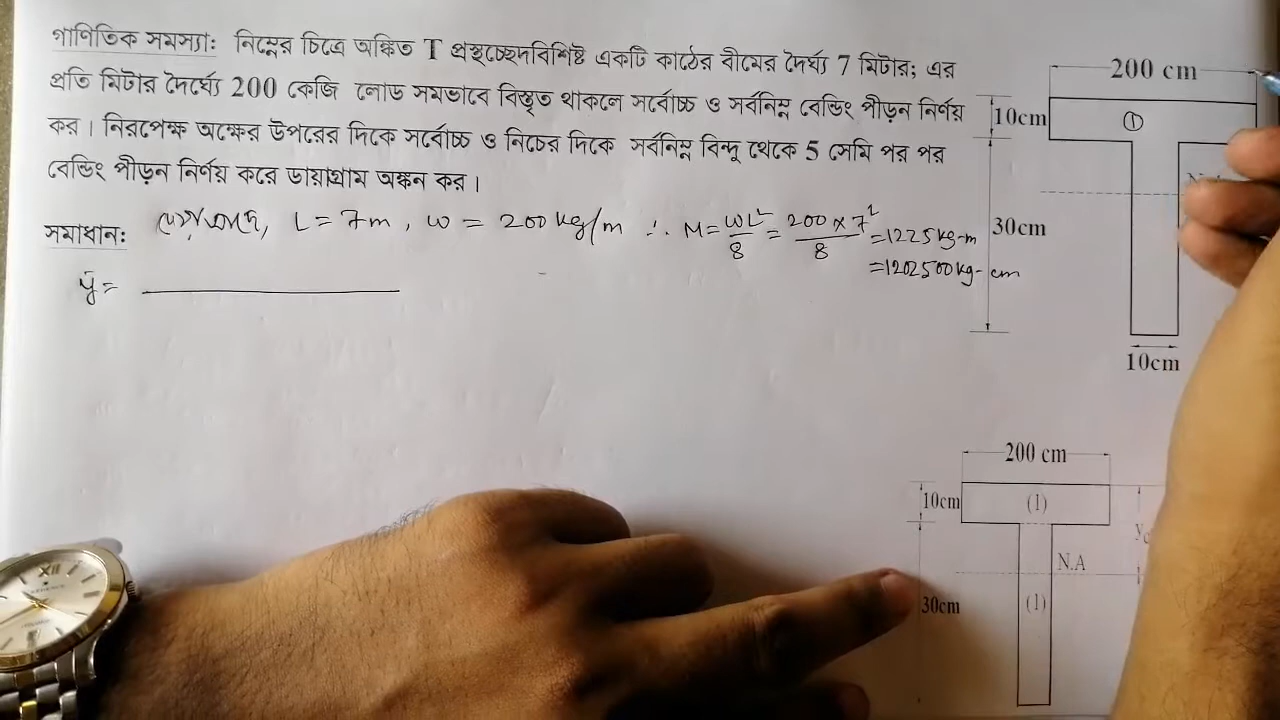 গাণিতিক সমস্যা: নিম্নের চিত্রে অঙ্কিত T প্রস্থচ্ছেদবিশিষ্ট একটি কাঠের বীমের দৈর্ঘ্য 7 মিটার; এর
প্রতি মিটার দৈর্ঘ্যে 200 কেজি লোড সমভাবে বিস্তৃত থাকলে সর্বোচ্চ ও সর্বনিম্ন বেন্ডিং পীড়ন নির্ণয়
কর। নিরপেক্ষ অক্ষের উপরের দিকে সর্বোচ্চ ও নিচের দিকে সর্বনিম্ন বিন্দু থেকে 5 সেমি পর পর
বেন্ডিং পীড়ন নির্ণয় করে ডায়াগ্রাম অঙ্কন কর।
সমাধান: দেয়া আছে, L = 7m, w = 200 kg/m ∴ M = wL²/8 = 200 × 7²/8 = 1225 kg-m
= 1202500 kg-cm
ȳ =
200 cm
10cm
①
30cm
10cm
200 cm
10cm
(1)
N.A
30cm
(1)